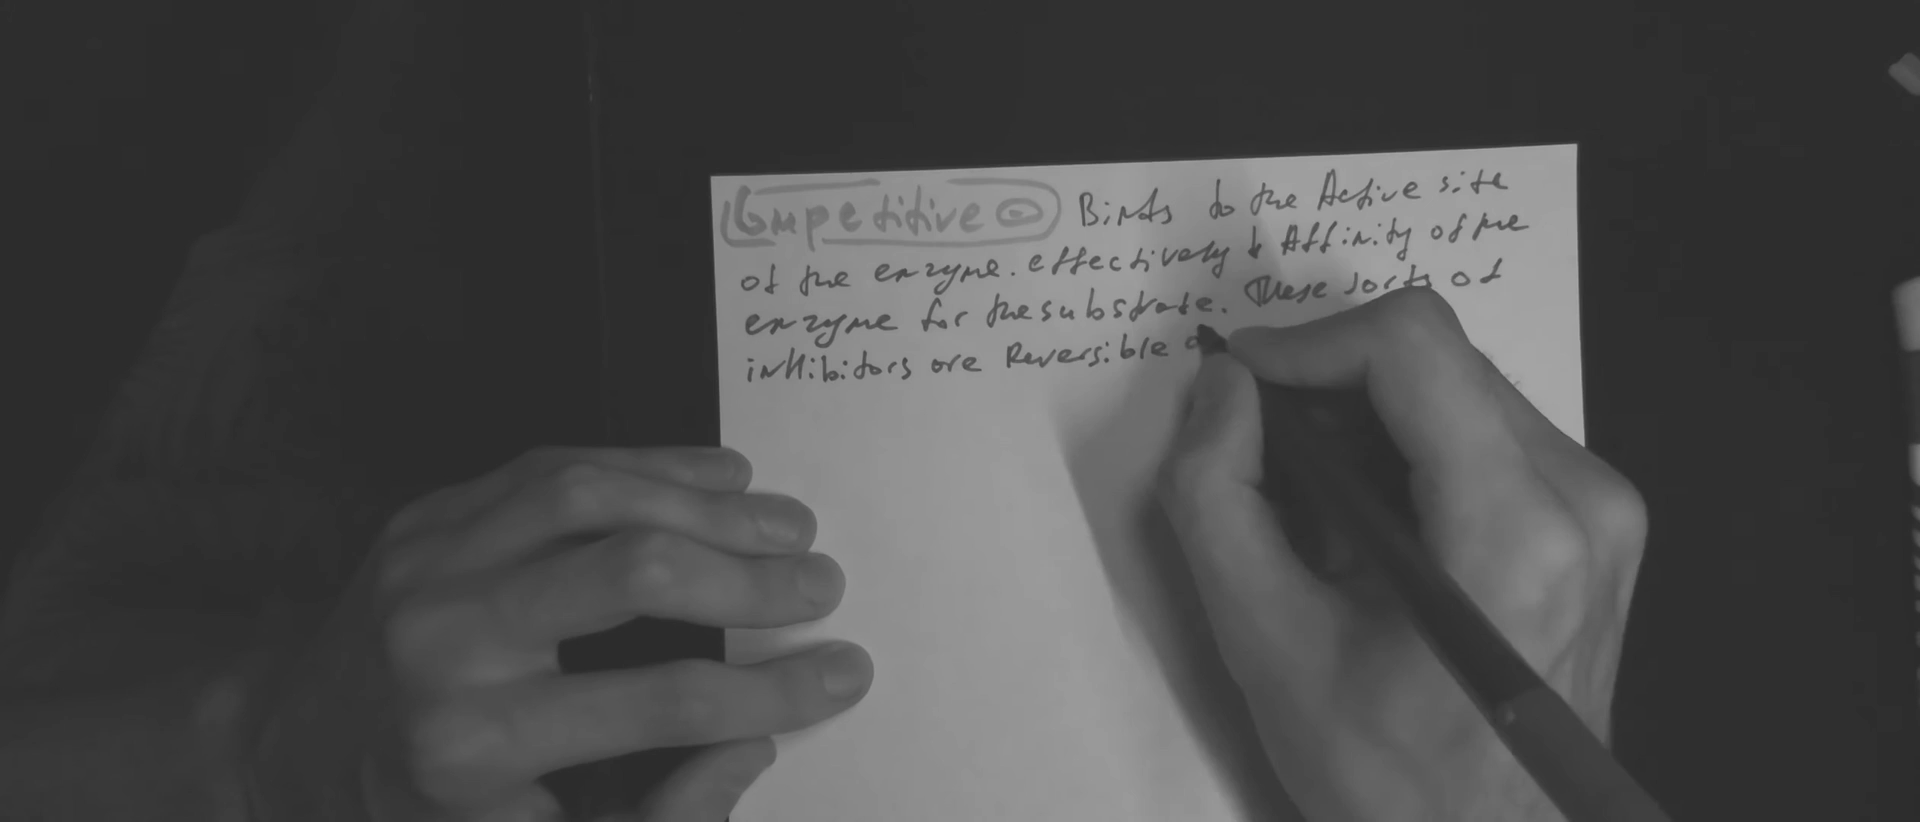 Competitive ⊖ Binds to the Active site
of the enzyme. effectively ↓ Affinity of the
enzyme for the substrate. These sorts of
inhibitors are Reversible